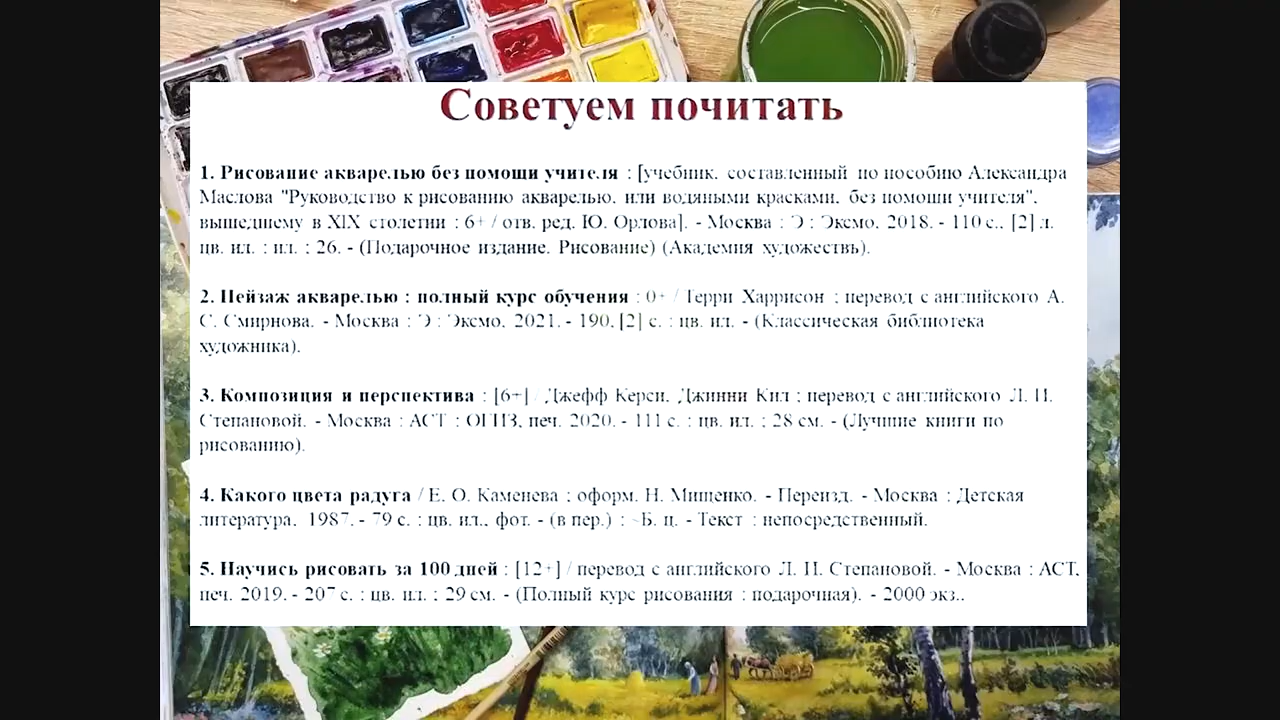 Советуем почитать
1. Рисование акварелью без помощи учителя : [учебник, составленный по пособию Александра
Маслова "Руководство к рисованию акварелью, или водяными красками, без помощи учителя",
вышедшему в XIX столетии : 6+ / отв. ред. Ю. Орлова]. - Москва : Э : Эксмо, 2018. - 110 с., [2] л.
цв. ил. : ил. ; 26. - (Подарочное издание. Рисование) (Академия художествъ).
2. Пейзаж акварелью : полный курс обучения : 0+ / Терри Харрисон ; перевод с английского А.
С. Смирнова. - Москва : Э : Эксмо, 2021. - 190, [2] с. : цв. ил. - (Классическая библиотека
художника).
3. Композиция и перспектива : [6+] / Джефф Керси, Джинни Кил ; перевод с английского Л. И.
Степановой. - Москва : АСТ : ОГИЗ, печ. 2020. - 111 с. : цв. ил. ; 28 см. - (Лучшие книги по
рисованию).
4. Какого цвета радуга / Е. О. Каменева ; оформ. Н. Мищенко. - Переизд. - Москва : Детская
литература, 1987. - 79 с. : цв. ил., фот. - (в пер.) : ~Б. ц. - Текст : непосредственный.
5. Научись рисовать за 100 дней : [12+] / перевод с английского Л. И. Степановой. - Москва : АСТ,
печ. 2019. - 207 с. : цв. ил. ; 29 см. - (Полный курс рисования : подарочная). - 2000 экз..